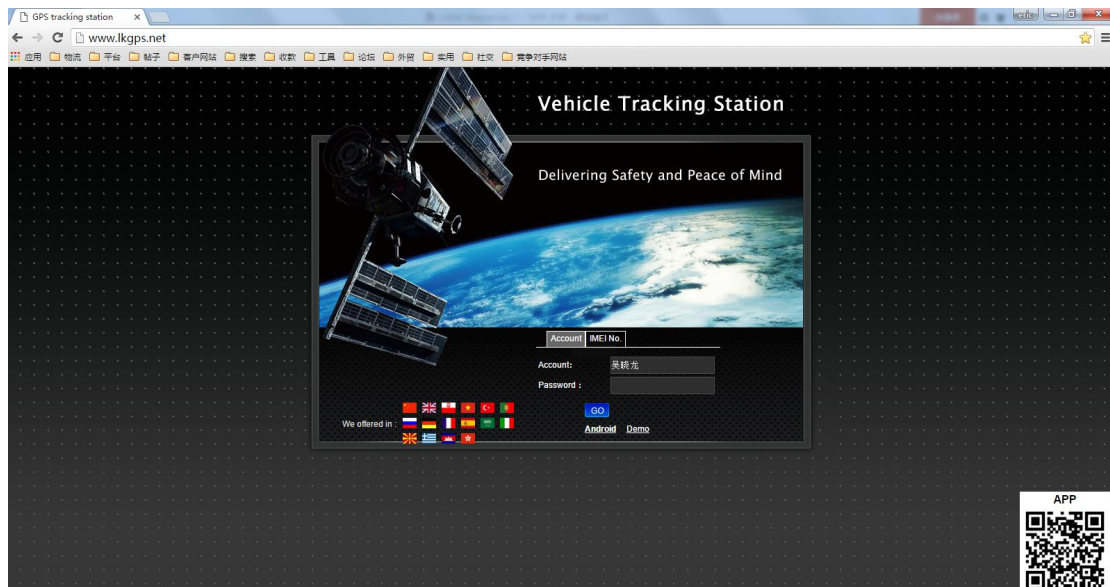 GPS tracking station
eric
www.lkgps.net
应用 物流 平台 帖子 客户网站 搜索 收款 工具 论坛 外贸 实用 社交 竞争对手网站
Vehicle Tracking Station
Delivering Safety and Peace of Mind
Account IMEI No.
Account: 吴晓龙
Password :
GO
We offered in :
Android Demo
APP